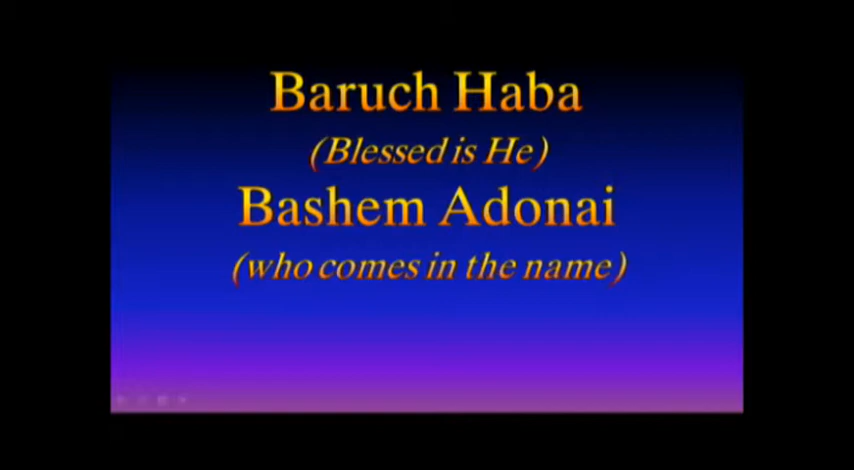 Baruch Haba
(Blessed is He)
Bashem Adonai
(who comes in the name)